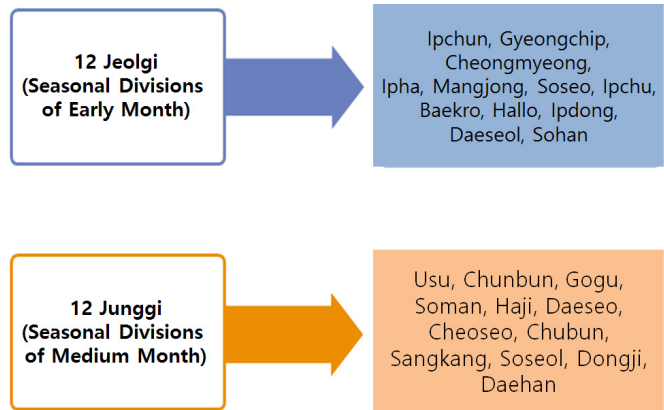 12 Jeolgi
(Seasonal Divisions
of Early Month)
Ipchun, Gyeongchip,
Cheongmyeong,
Ipha, Mangjong, Soseo, Ipchu,
Baekro, Hallo, Ipdong,
Daeseol, Sohan
12 Junggi
(Seasonal Divisions
of Medium Month)
Usu, Chunbun, Gogu,
Soman, Haji, Daeseo,
Cheoseo, Chubun,
Sangkang, Soseol, Dongji,
Daehan